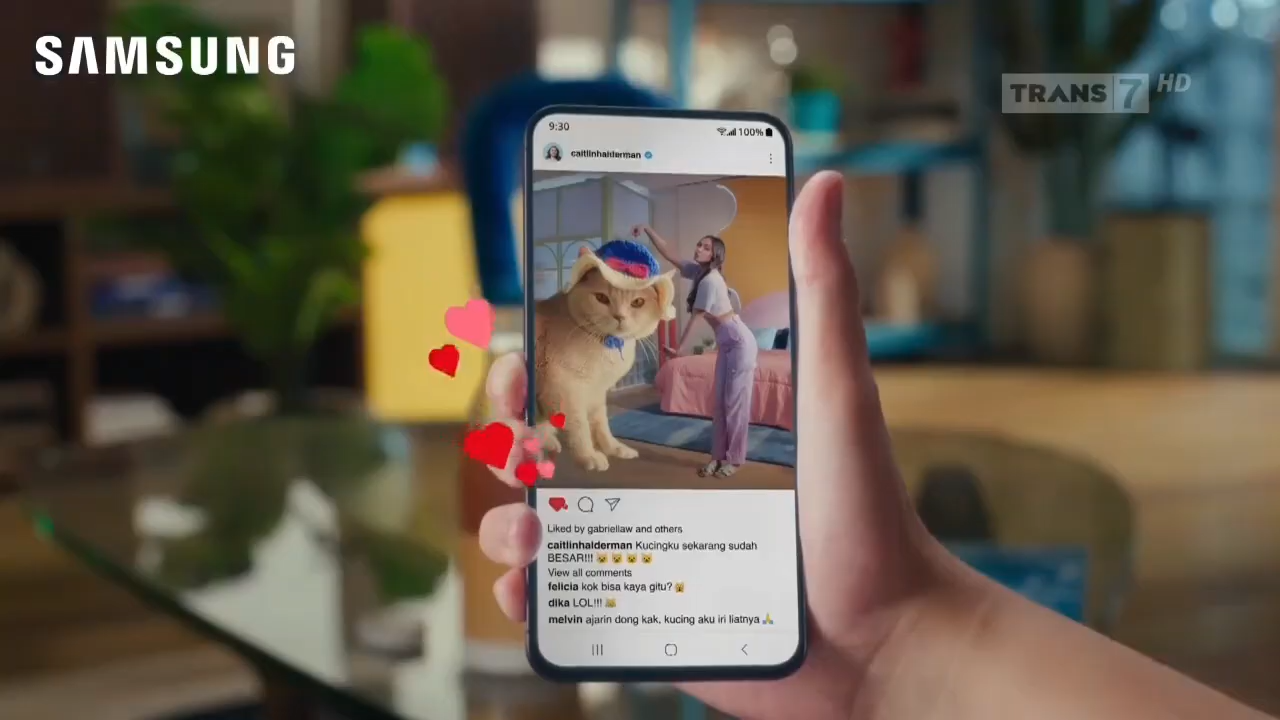 SAMSUNG
TRANS 7 HD
9:30
100%
caitlinhalderman
Liked by gabriellaw and others
caitlinhalderman Kucingku sekarang sudah
BESAR!!! 😺 😺 😺 😺
View all comments
felicia kok bisa kaya gitu? 🙀
dika LOL!!! 😹
melvin ajarin dong kak, kucing aku iri liatnya 🙏